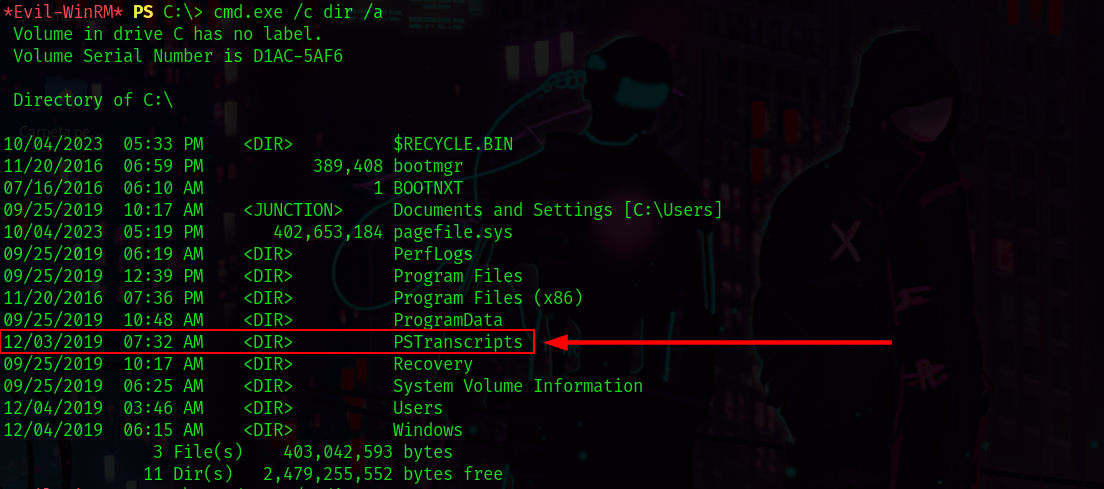 *Evil-WinRM* PS C:\> cmd.exe /c dir /a
 Volume in drive C has no label.
 Volume Serial Number is D1AC-5AF6

 Directory of C:\

10/04/2023  05:33 PM    <DIR>          $RECYCLE.BIN
11/20/2016  06:59 PM           389,408 bootmgr
07/16/2016  06:10 AM                 1 BOOTNXT
09/25/2019  10:17 AM    <JUNCTION>     Documents and Settings [C:\Users]
10/04/2023  05:19 PM       402,653,184 pagefile.sys
09/25/2019  06:19 AM    <DIR>          PerfLogs
09/25/2019  12:39 PM    <DIR>          Program Files
11/20/2016  07:36 PM    <DIR>          Program Files (x86)
09/25/2019  10:48 AM    <DIR>          ProgramData
12/03/2019  07:32 AM    <DIR>          PSTranscripts
09/25/2019  10:17 AM    <DIR>          Recovery
09/25/2019  06:25 AM    <DIR>          System Volume Information
12/04/2019  03:46 AM    <DIR>          Users
12/04/2019  06:15 AM    <DIR>          Windows
               3 File(s)    403,042,593 bytes
              11 Dir(s)   2,479,255,552 bytes free